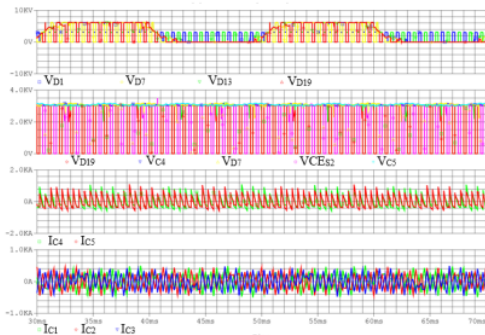 10KV
0V
-10KV
VD1 VD7 VD13 VD19
4.0KV
2.0KV
0V
VD19 VC4 VD7 VCES2 VC5
2.0KA
0A
-2.0KA
IC4 IC5
1.0KA
0A
-1.0KA
30ms 35ms 40ms 45ms 50ms 55ms 60ms 65ms 70ms
IC1 IC2 IC3